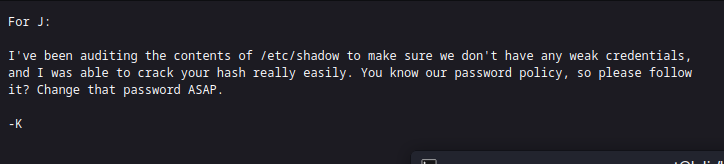 For J:
I've been auditing the contents of /etc/shadow to make sure we don't have any weak credentials,
and I was able to crack your hash really easily. You know our password policy, so please follow
it? Change that password ASAP.
-K